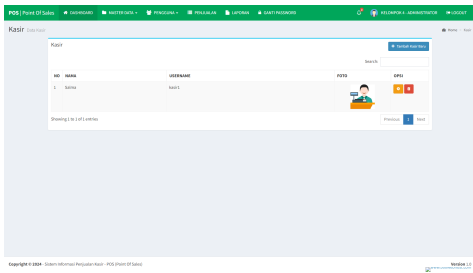 POS | Point Of Sales DASHBOARD MASTER DATA PENGGUNA PENJUALAN LAPORAN GANTI PASSWORD KELOMPOK 4 - ADMINISTRATOR LOGOUT
Kasir Data Kasir Home Kasir
Kasir
+ Tambah Kasir Baru
Search:
NO NAMA USERNAME FOTO OPSI
1 Salma kasir1
Showing 1 to 1 of 1 entries Previous 1 Next
Copyright © 2024 - Sistem Informasi Penjualan Kasir - POS (Point Of Sales) Version 1.0